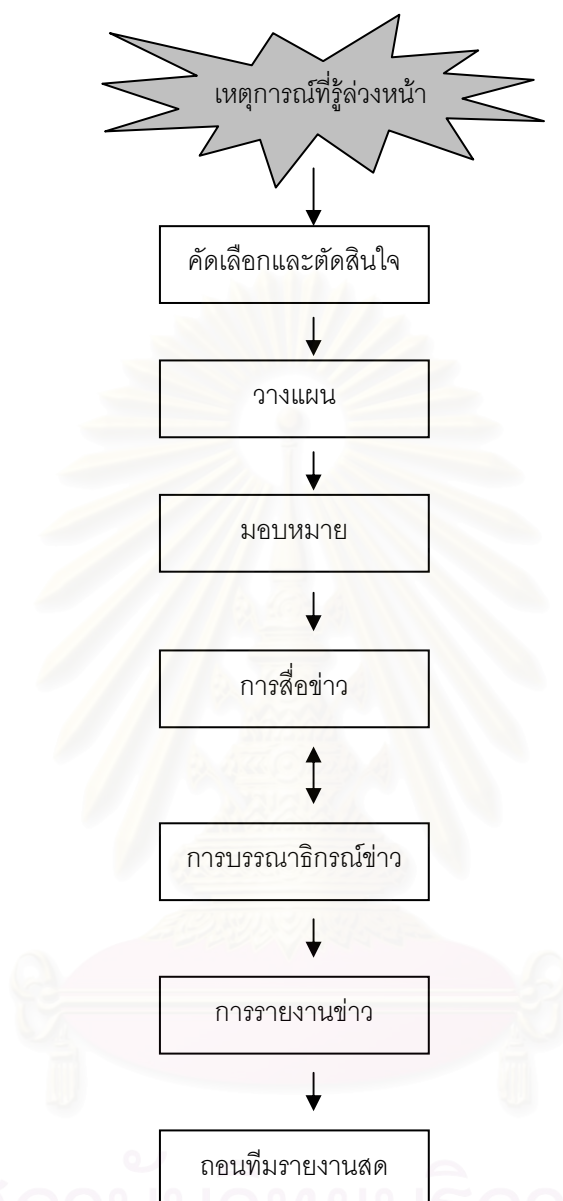 เหตุการณ์ที่รู้ล่วงหน้า
คัดเลือกและตัดสินใจ
วางแผน
มอบหมาย
การสื่อข่าว
การบรรณาธิกรณ์ข่าว
การรายงานข่าว
ถอนทีมรายงานสด